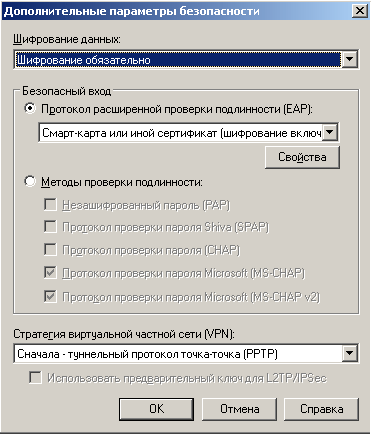 Дополнительные параметры безопасности
Шифрование данных:
Шифрование обязательно
Безопасный вход
Протокол расширенной проверки подлинности (EAP):
Смарт-карта или иной сертификат (шифрование включ
Свойства
Методы проверки подлинности:
Незашифрованный пароль (PAP)
Протокол проверки пароля Shiva (SPAP)
Протокол проверки пароля (CHAP)
Протокол проверки пароля Microsoft (MS-CHAP)
Протокол проверки пароля Microsoft (MS-CHAP v2)
Стратегия виртуальной частной сети (VPN):
Сначала - туннельный протокол точка-точка (PPTP)
Использовать предварительный ключ для L2TP/IPSec
OK
Отмена
Справка